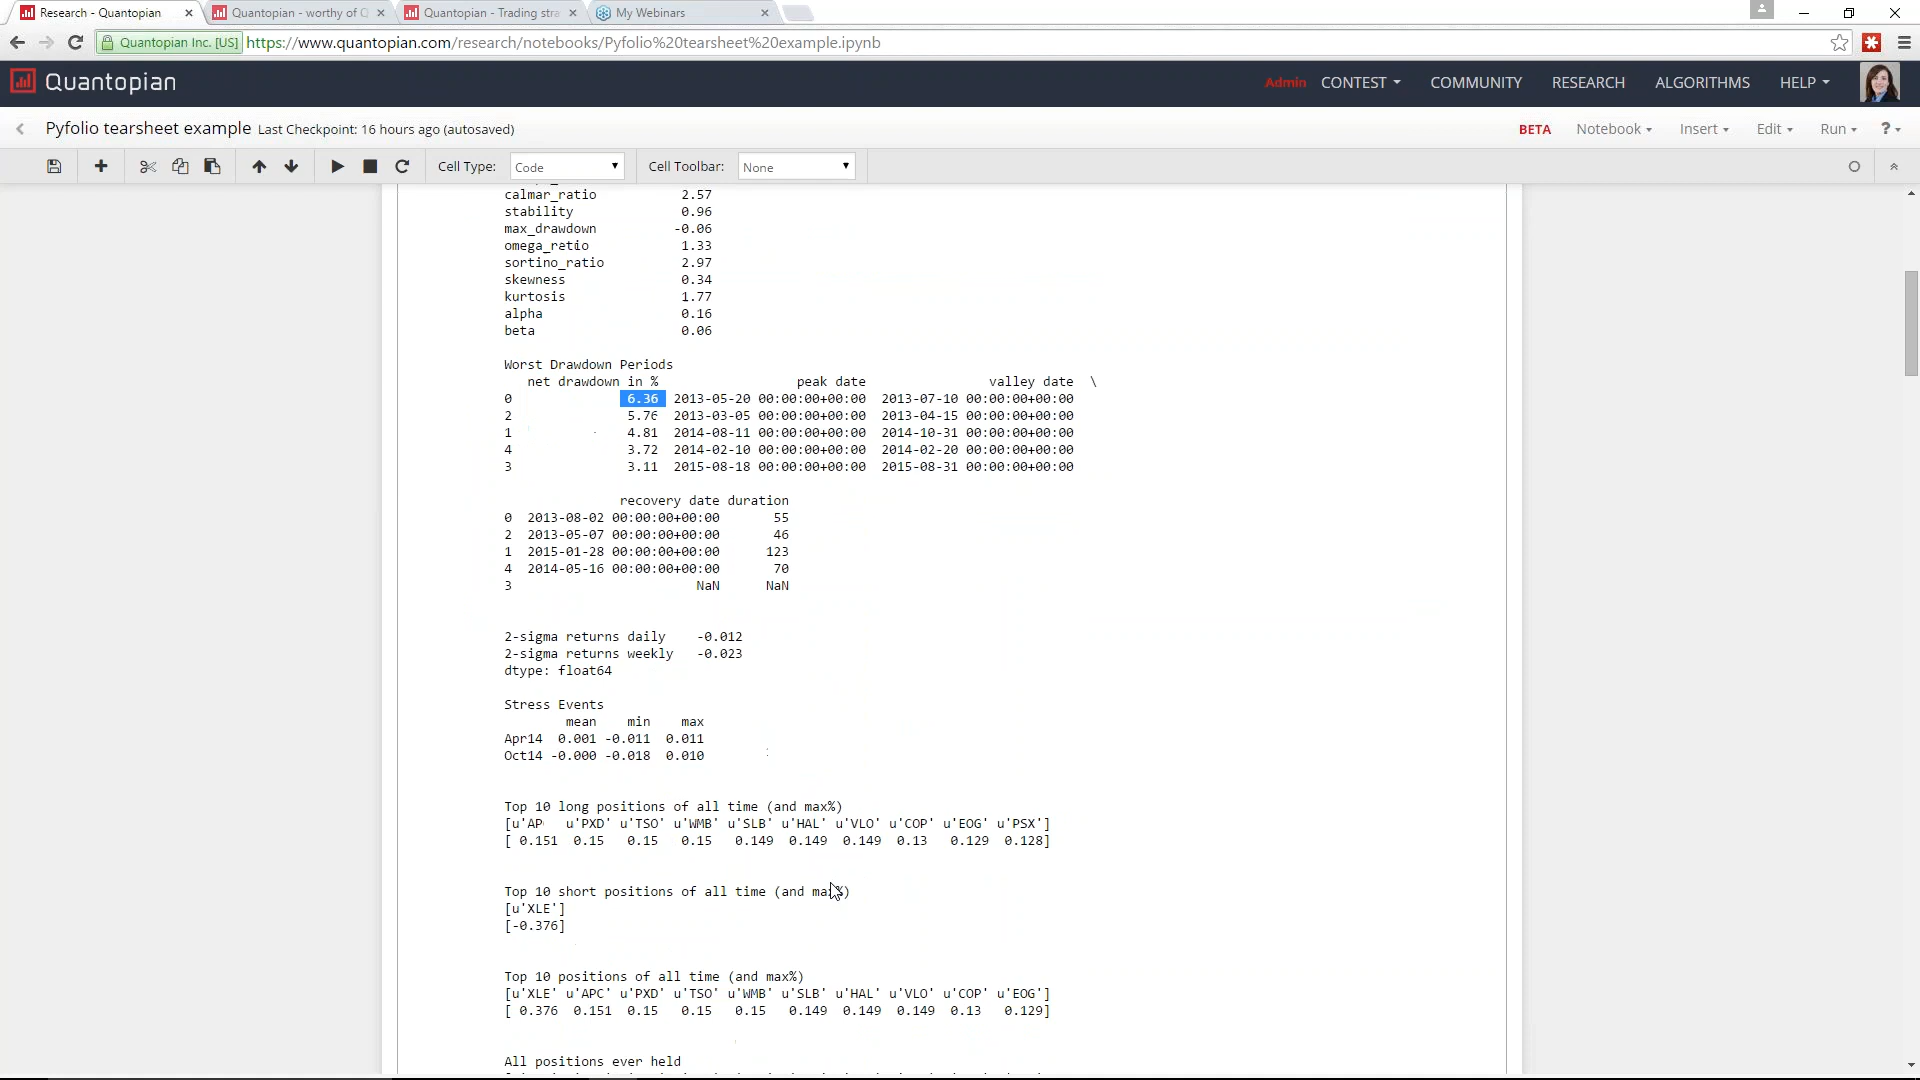 Research - Quantopian
Quantopian - worthy of Q
Quantopian - Trading stra
My Webinars
Quantopian Inc. [US] https://www.quantopian.com/research/notebooks/Pyfolio%20tearsheet%20example.ipynb
Quantopian
Admin CONTEST COMMUNITY RESEARCH ALGORITHMS HELP
Pyfolio tearsheet example Last Checkpoint: 16 hours ago (autosaved)
BETA Notebook Insert Edit Run ?
Cell Type: Code Cell Toolbar: None
calmar_ratio 2.57
stability 0.96
max_drawdown -0.06
omega_ratio 1.33
sortino_ratio 2.97
skewness 0.34
kurtosis 1.77
alpha 0.16
beta 0.06
Worst Drawdown Periods
net drawdown in % peak date valley date \
0 6.36 2013-05-20 00:00:00+00:00 2013-07-10 00:00:00+00:00
2 5.76 2013-03-05 00:00:00+00:00 2013-04-15 00:00:00+00:00
1 4.81 2014-08-11 00:00:00+00:00 2014-10-31 00:00:00+00:00
4 3.72 2014-02-10 00:00:00+00:00 2014-02-20 00:00:00+00:00
3 3.11 2015-08-18 00:00:00+00:00 2015-08-31 00:00:00+00:00
recovery date duration
0 2013-08-02 00:00:00+00:00 55
2 2013-05-07 00:00:00+00:00 46
1 2015-01-28 00:00:00+00:00 123
4 2014-05-16 00:00:00+00:00 70
3 NaN NaN
2-sigma returns daily -0.012
2-sigma returns weekly -0.023
dtype: float64
Stress Events
mean min max
Apr14 0.001 -0.011 0.011
Oct14 -0.000 -0.018 0.010
Top 10 long positions of all time (and max%)
[u'AP u'PXD' u'TSO' u'WMB' u'SLB' u'HAL' u'VLO' u'COP' u'EOG' u'PSX']
[ 0.151 0.15 0.15 0.15 0.149 0.149 0.149 0.13 0.129 0.128]
Top 10 short positions of all time (and max%)
[u'XLE']
[-0.376]
Top 10 positions of all time (and max%)
[u'XLE' u'APC' u'PXD' u'TSO' u'WMB' u'SLB' u'HAL' u'VLO' u'COP' u'EOG']
[ 0.376 0.151 0.15 0.15 0.15 0.149 0.149 0.149 0.13 0.129]
All positions ever held